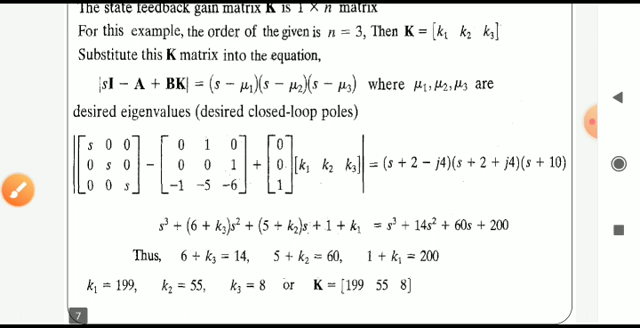 The state feedback gain matrix K is 1 × n matrix
For this example, the order of the given is n = 3, Then K = [k₁ k₂ k₃]
Substitute this K matrix into the equation,
|sI − A + BK| = (s − μ₁)(s − μ₂)(s − μ₃) where μ₁, μ₂, μ₃ are
desired eigenvalues (desired closed-loop poles)
|[s 0 0; 0 s 0; 0 0 s] − [0 1 0; 0 0 1; −1 −5 −6] + [0; 0; 1][k₁ k₂ k₃]| = (s + 2 − j4)(s + 2 + j4)(s + 10)
s³ + (6 + k₃)s² + (5 + k₂)s + 1 + k₁ = s³ + 14s² + 60s + 200
Thus, 6 + k₃ = 14, 5 + k₂ = 60, 1 + k₁ = 200
k₁ = 199, k₂ = 55, k₃ = 8 or K = [199 55 8]
7